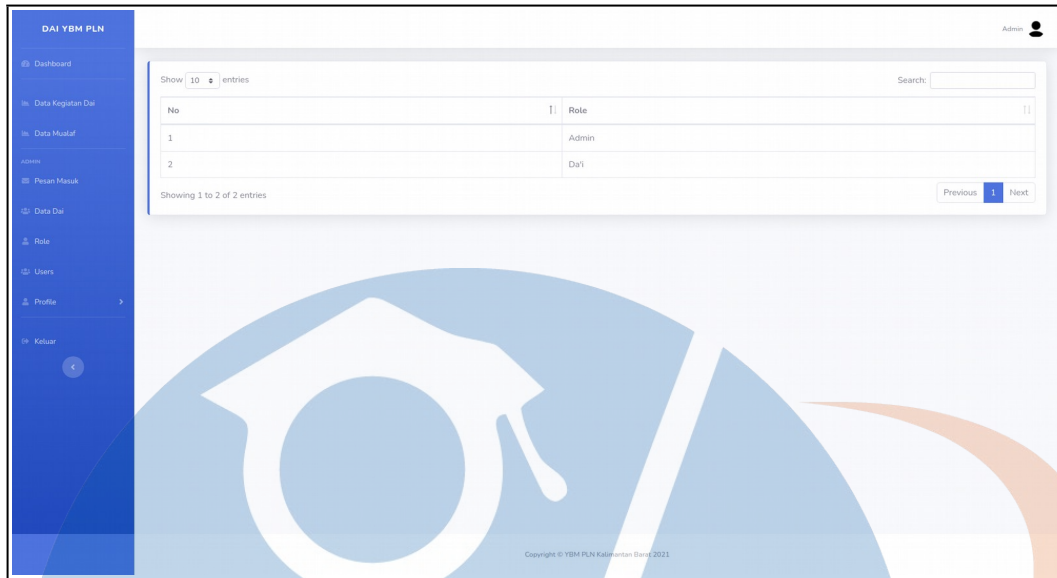 DAI YBM PLN
Admin
Dashboard
Data Kegiatan Dai
Data Mualaf
ADMIN
Pesan Masuk
Data Dai
Role
Users
Profile
Keluar
Show 10 entries
Search:
No Role
1 Admin
2 Da'i
Showing 1 to 2 of 2 entries
Previous 1 Next
Copyright © YBM PLN Kalimantan Barat 2021